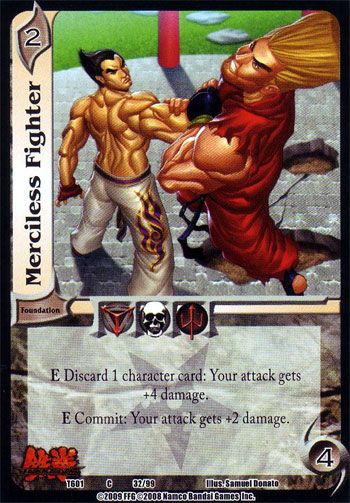 2
Merciless Fighter
Foundation
E Discard 1 character card: Your attack gets
+4 damage.
E Commit: Your attack gets +2 damage.
4
T601 C 32/99 Illus. Samuel Donato
©2009 FFG ©2008 Namco Bandai Games Inc.